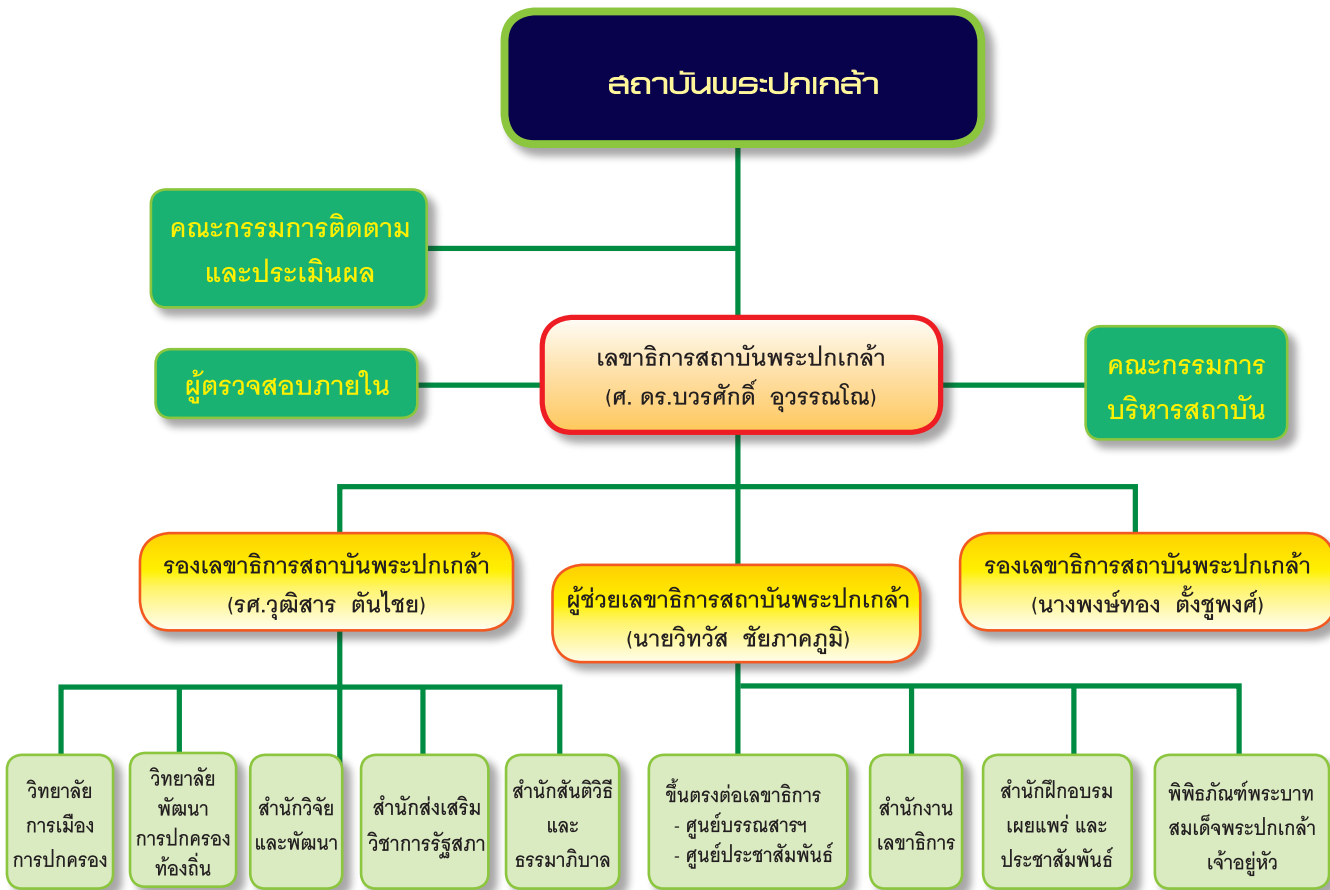 สถาบันพระปกเกล้า
คณะกรรมการติดตาม
และประเมินผล
เลขาธิการสถาบันพระปกเกล้า
(ศ. ดร.บวรศักดิ์ อุวรรณโณ)
ผู้ตรวจสอบภายใน
คณะกรรมการ
บริหารสถาบัน
รองเลขาธิการสถาบันพระปกเกล้า
(รศ.วุฒิสาร ตันไชย)
ผู้ช่วยเลขาธิการสถาบันพระปกเกล้า
(นายวิทวัส ชัยภาคภูมิ)
รองเลขาธิการสถาบันพระปกเกล้า
(นางพงษ์ทอง ตั้งชูพงศ์)
วิทยาลัย
การเมือง
การปกครอง
วิทยาลัย
พัฒนา
การปกครอง
ท้องถิ่น
สำนักวิจัย
และพัฒนา
สำนักส่งเสริม
วิชาการรัฐสภา
สำนักสันติวิธี
และ
ธรรมาภิบาล
ขึ้นตรงต่อเลขาธิการ
- ศูนย์บรรณสารฯ
- ศูนย์ประชาสัมพันธ์
สำนักงาน
เลขาธิการ
สำนักฝึกอบรม
เผยแพร่ และ
ประชาสัมพันธ์
พิพิธภัณฑ์พระบาท
สมเด็จพระปกเกล้า
เจ้าอยู่หัว